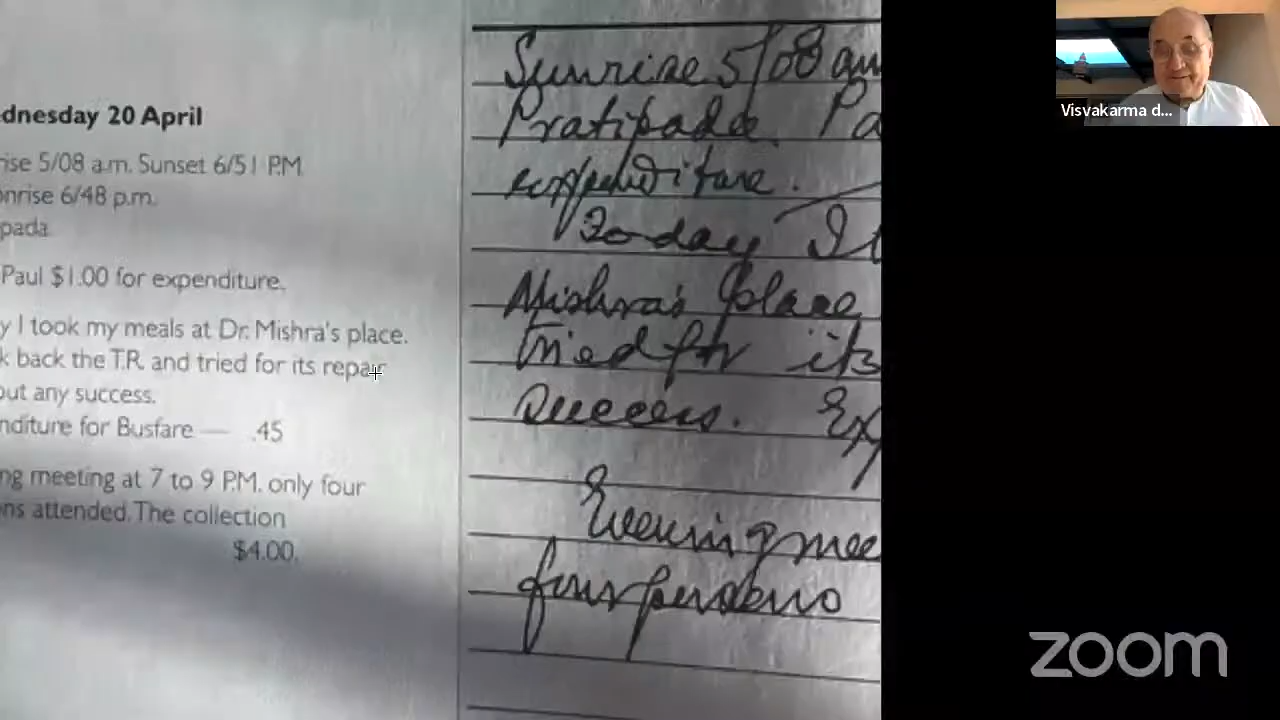 dnesday 20 April
rise 5/08 a.m. Sunset 6/51 P.M.
onrise 6/48 p.m.
pada
Paul $1.00 for expenditure.
y I took my meals at Dr. Mishra's place.
k back the T.R. and tried for its repair
out any success.
nditure for Busfare — .45
ng meeting at 7 to 9 P.M. only four
ns attended. The collection
$4.00.
Sunrise 5/08 am
Pratipada. Pa
expenditure.
Today I t
Mishra's place
tried for its
success. Ex
Evening mee
four persons
Visvakarma d...
zoom